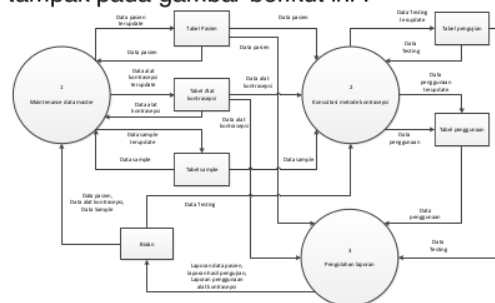 tampak pada gambar berikut ini :
Data pasien
terupdate
Tabel Pasien
Data pasien
Data pasien
Data pasien
Data Testing
terupdate
Tabel pengujian
Data
Testing
1
Maintenance data master
Data alat
kontrasepsi
terupdate
Tabel Alat
kontrasepsi
Data alat
kontrasepsi
Data alat
kontrasepsi
2
Konsultasi metode kontrasepsi
Data
penggunaan
terupdate
Tabel penggunaan
Data
penggunaan
Data sample
terupdate
Data sample
Tabel sample
Data sample
Data alat
kontrasepsi
Data pasien,
Data alat kontrasepsi,
Data Sample
Data Testing
Data
penggunaan
Bidan
Data
Testing
3
Pengolahan laporan
Laporan data pasien,
laporan hasil pengujian,
Laporan penggunaan
alat kontrasepsi